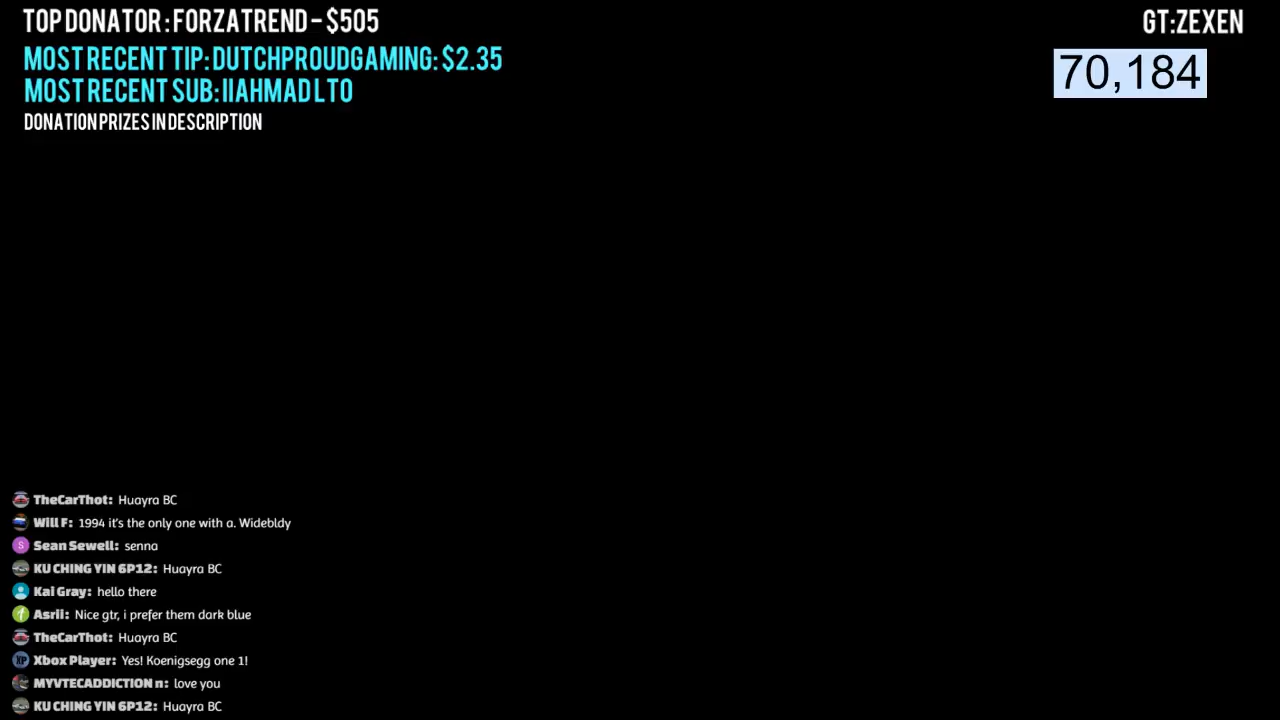 TOP DONATOR : FORZATREND - $505
GT:ZEXEN
MOST RECENT TIP: DUTCHPROUDGAMING: $2.35
70,184
MOST RECENT SUB: IIAHMAD LTO
DONATION PRIZES IN DESCRIPTION
TheCarThot: Huayra BC
Will F: 1994 it's the only one with a. Widebldy
S Sean Sewell: senna
KU CHING YIN 6P12: Huayra BC
Kai Gray: hello there
Asrii: Nice gtr, i prefer them dark blue
TheCarThot: Huayra BC
XP Xbox Player: Yes! Koenigsegg one 1!
MYVTECADDICTION n: love you
KU CHING YIN 6P12: Huayra BC